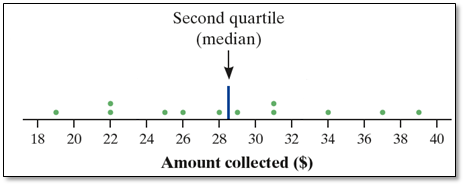 Second quartile
(median)
18 20 22 24 26 28 30 32 34 36 38 40
Amount collected ($)